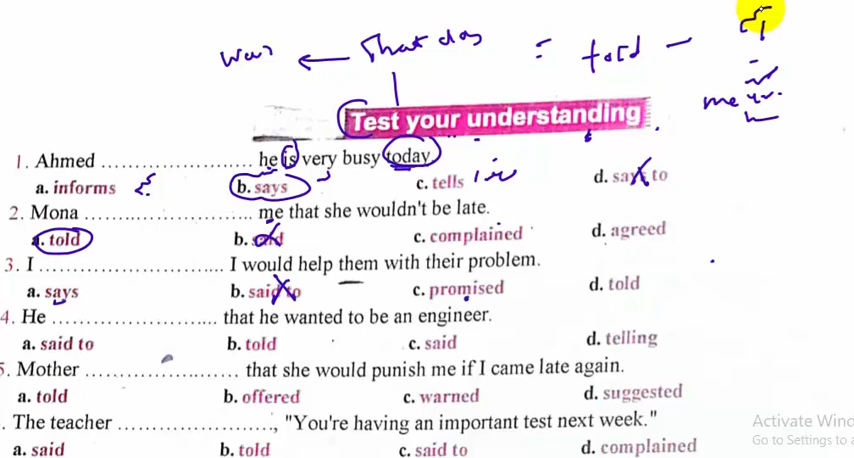 was ← That day = told -
me
Test your understanding
1. Ahmed ........................... he is very busy today.
a. informs b. says c. tells d. says to
2. Mona ........................... me that she wouldn't be late.
a. told b. said c. complained d. agreed
3. I ........................... I would help them with their problem.
a. says b. said to c. promised d. told
4. He ........................... that he wanted to be an engineer.
a. said to b. told c. said d. telling
5. Mother ........................... that she would punish me if I came late again.
a. told b. offered c. warned d. suggested
. The teacher ..........................., "You're having an important test next week."
a. said b. told c. said to d. complained
Activate Wind
Go to Settings to a